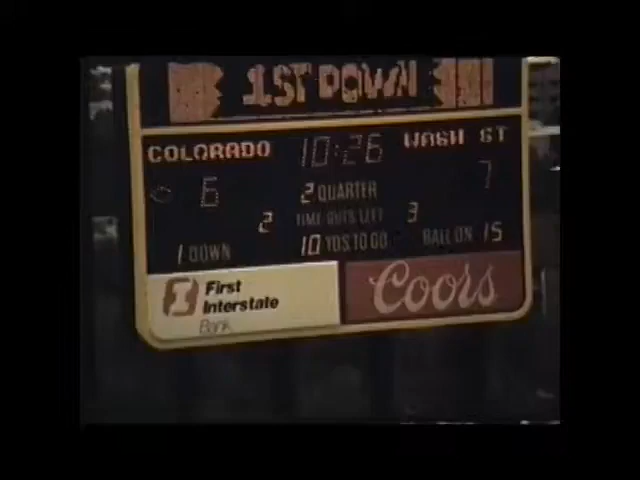 1ST DOWN
COLORADO 10:26 WASH ST
6 2 QUARTER 7
2 TIME OUTS LEFT 3
1 DOWN 10 YDS TO GO BALL ON 15
First
Interstate
Bank
Coors